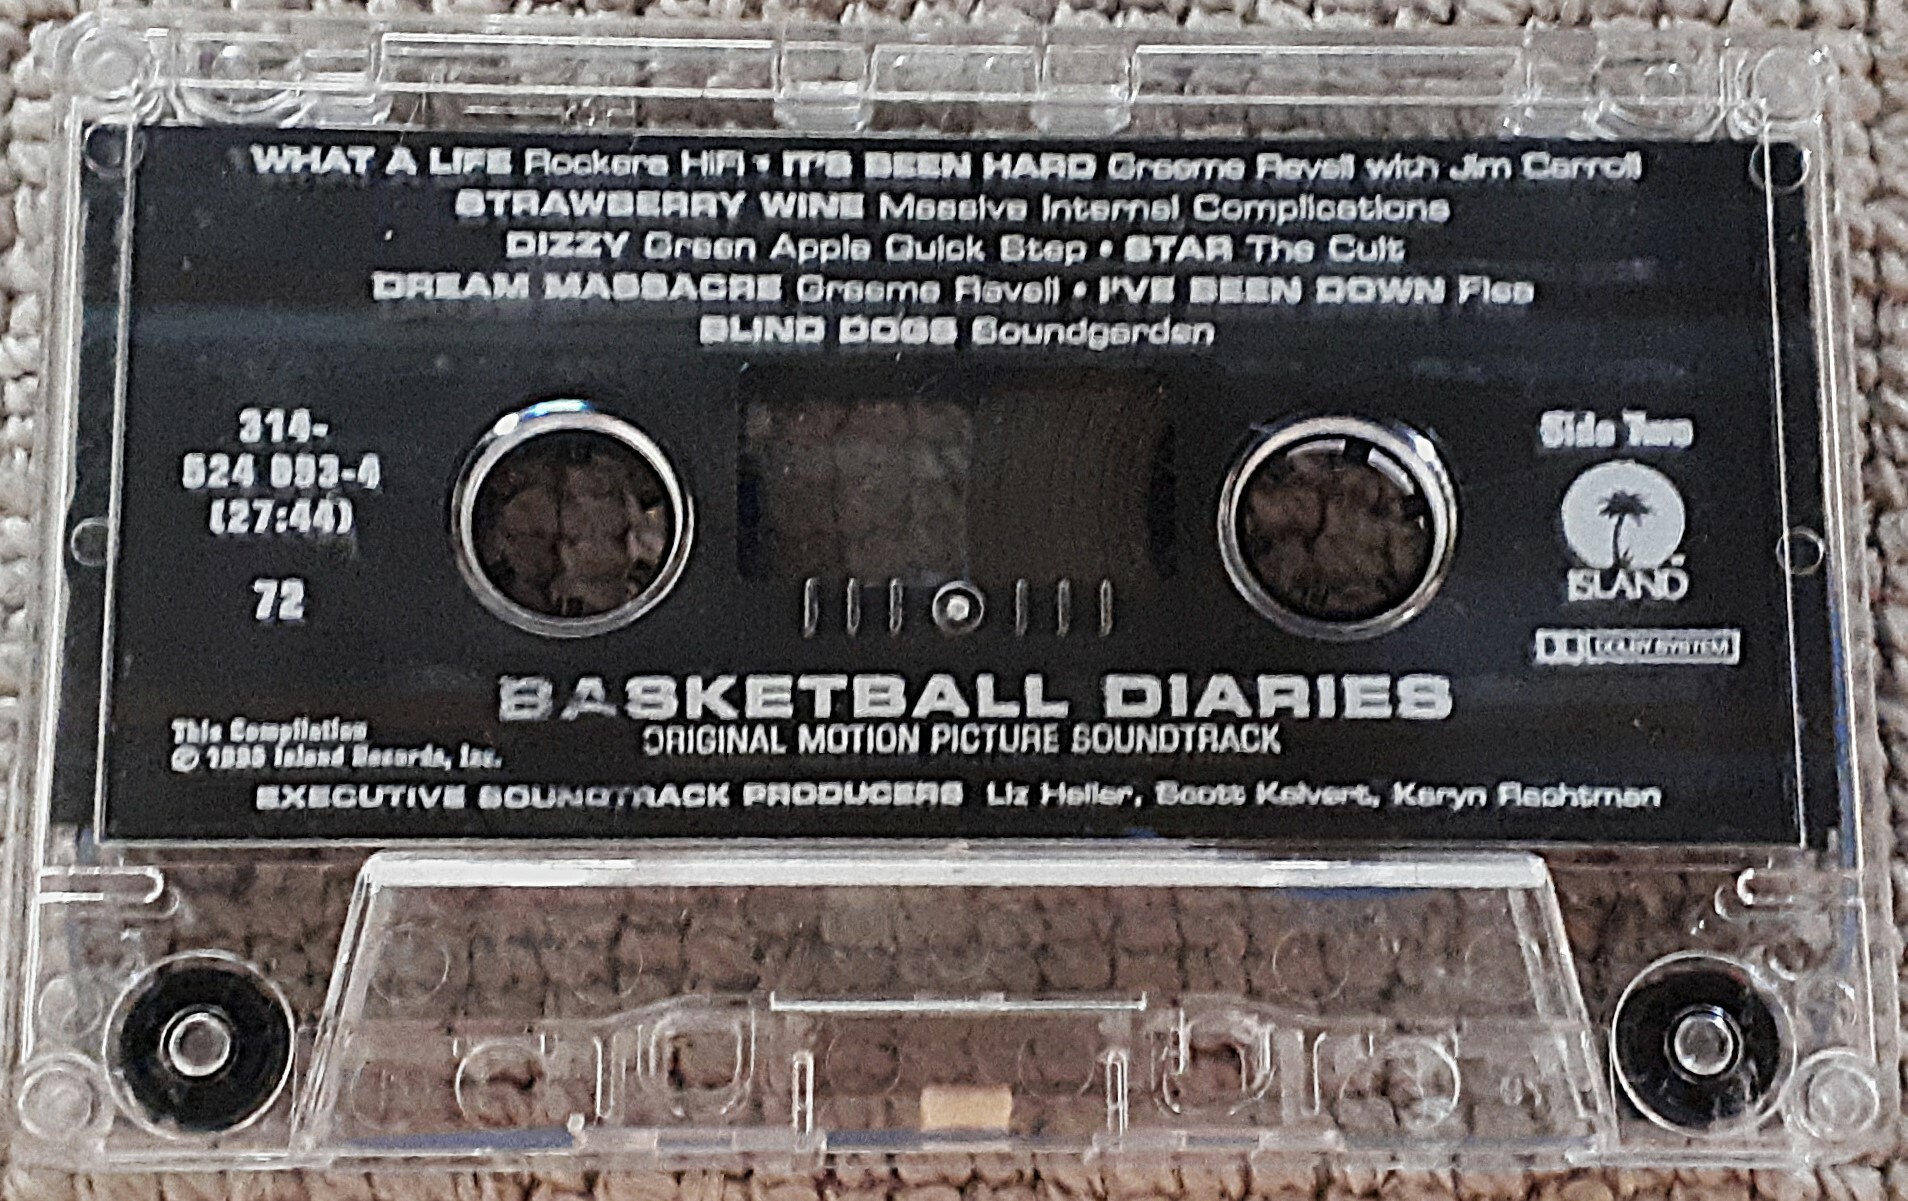 WHAT A LIFE Rockers HiFi • IT'S BEEN HARD Graeme Revell with Jim Carroll
STRAWBERRY WINE Massive Internal Complications
DIZZY Green Apple Quick Step • STAR The Cult
DREAM MASSACRE Graeme Revell • I'VE BEEN DOWN Flea
BLIND DOGS Soundgarden
314-
524 093-4
(27:44)
72
Side Two
ISLAND
DOLBY SYSTEM
BASKETBALL DIARIES
ORIGINAL MOTION PICTURE SOUNDTRACK
This Compilation
© 1995 Island Records, Inc.
EXECUTIVE SOUNDTRACK PRODUCERS Liz Heller, Scott Kalvert, Karyn Rachtman